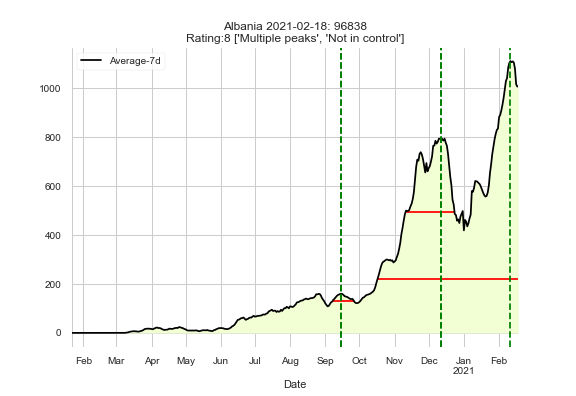 Albania 2021-02-18: 96838
Rating:8 ['Multiple peaks', 'Not in control']
Average-7d
1000
800
600
400
200
0
Feb Mar Apr May Jun Jul Aug Sep Oct Nov Dec Jan Feb
2021
Date